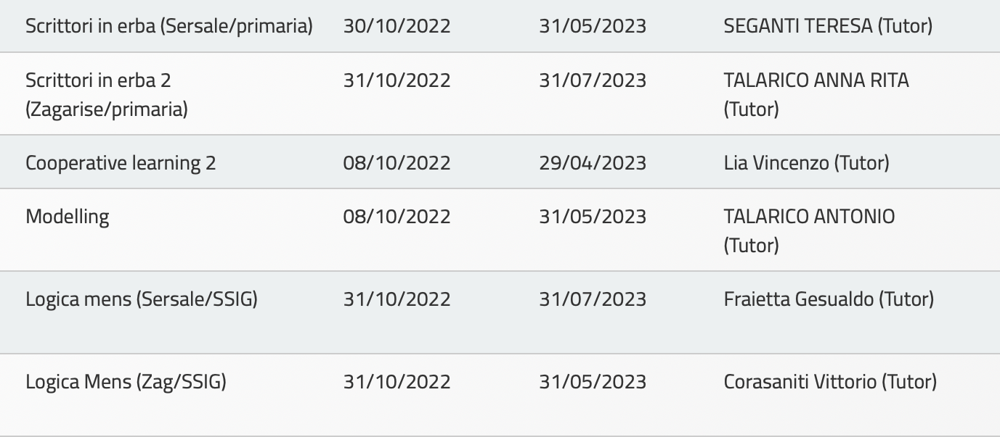 Scrittori in erba (Sersale/primaria) 30/10/2022 31/05/2023 SEGANTI TERESA (Tutor)
Scrittori in erba 2 31/10/2022 31/07/2023 TALARICO ANNA RITA
(Zagarise/primaria) (Tutor)
Cooperative learning 2 08/10/2022 29/04/2023 Lia Vincenzo (Tutor)
Modelling 08/10/2022 31/05/2023 TALARICO ANTONIO
(Tutor)
Logica mens (Sersale/SSIG) 31/10/2022 31/07/2023 Fraietta Gesualdo (Tutor)
Logica Mens (Zag/SSIG) 31/10/2022 31/05/2023 Corasaniti Vittorio (Tutor)